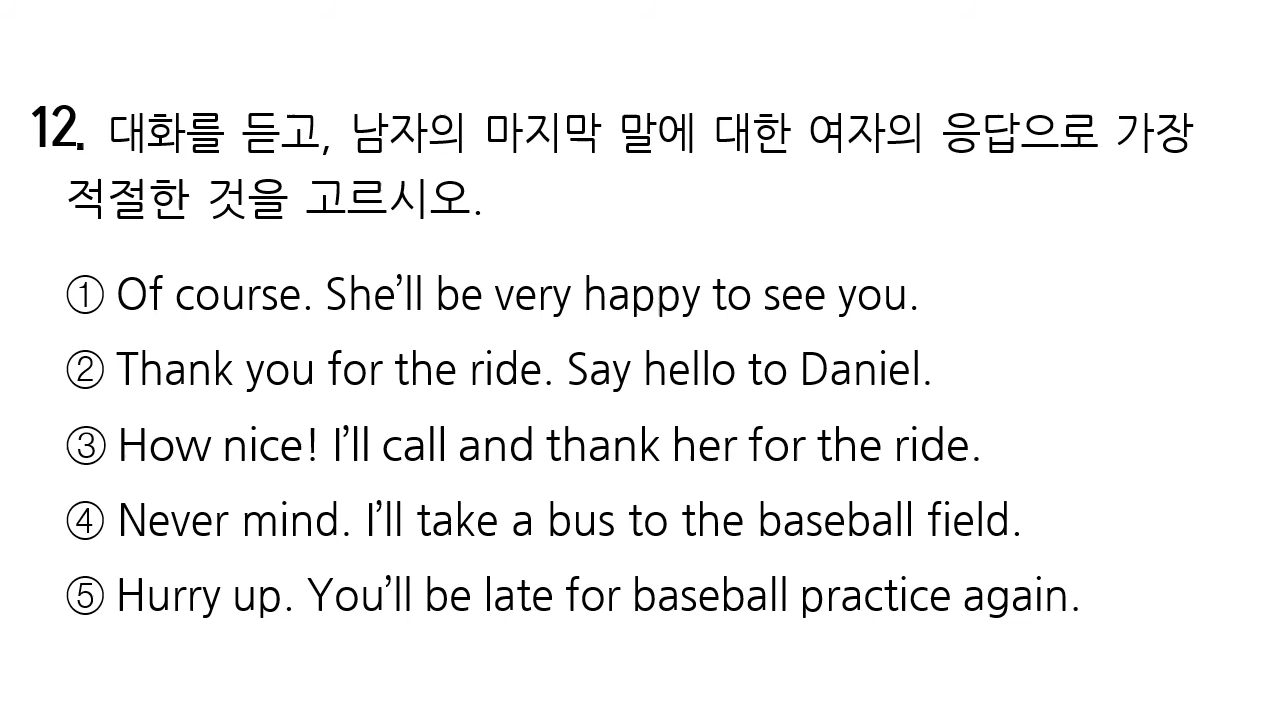 12. 대화를 듣고, 남자의 마지막 말에 대한 여자의 응답으로 가장
적절한 것을 고르시오.
① Of course. She’ll be very happy to see you.
② Thank you for the ride. Say hello to Daniel.
③ How nice! I’ll call and thank her for the ride.
④ Never mind. I’ll take a bus to the baseball field.
⑤ Hurry up. You’ll be late for baseball practice again.